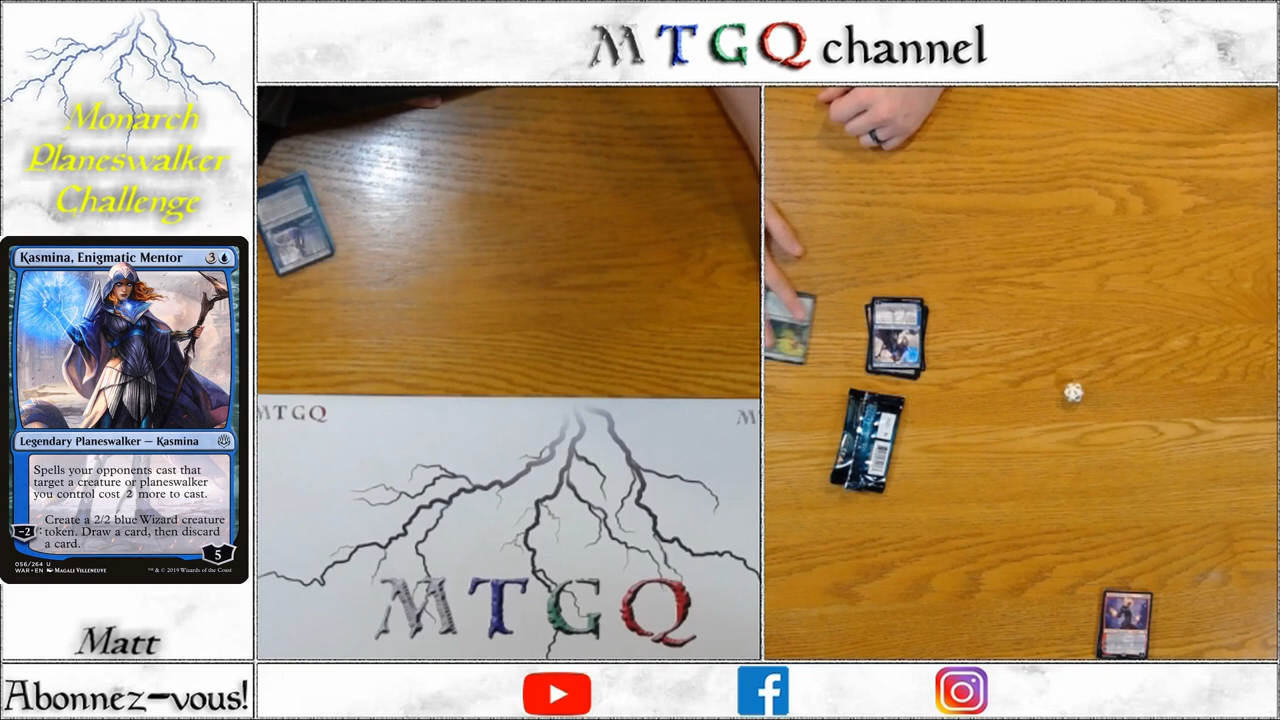 MTGQ channel
Monarch
Planeswalker
Challenge
Kasmina, Enigmatic Mentor 3
Legendary Planeswalker — Kasmina
Spells your opponents cast that
target a creature or planeswalker
you control cost 2 more to cast.
-2: Create a 2/2 blue Wizard creature
token. Draw a card, then discard
a card.
5
056/264 U
WAR • EN MAGALI VILLENEUVE
™ & © 2019 Wizards of the Coast
MTGQ
M
MTGQ
Matt
Abonnez-vous!